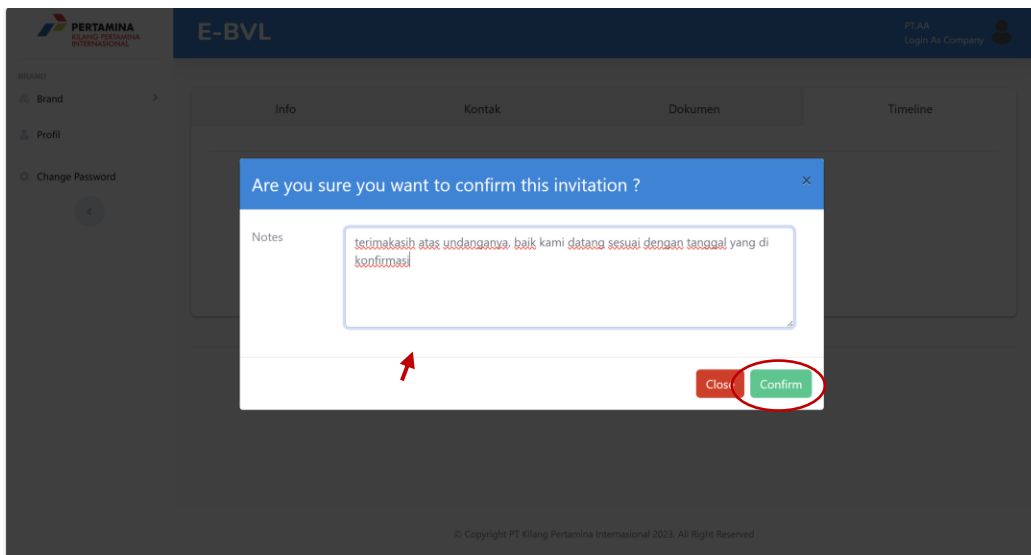 PERTAMINA
KILANG PERTAMINA
INTERNASIONAL
E-BVL
PT.AA
Login As Company
BRAND
Brand
Profil
Change Password
Info
Kontak
Dokumen
Timeline
Are you sure you want to confirm this invitation ?
×
Notes
terimakasih atas undanganya, baik kami datang sesuai dengan tanggal yang di
konfirmasi
Close
Confirm
© Copyright PT Kilang Pertamina Internasional 2023. All Right Reserved